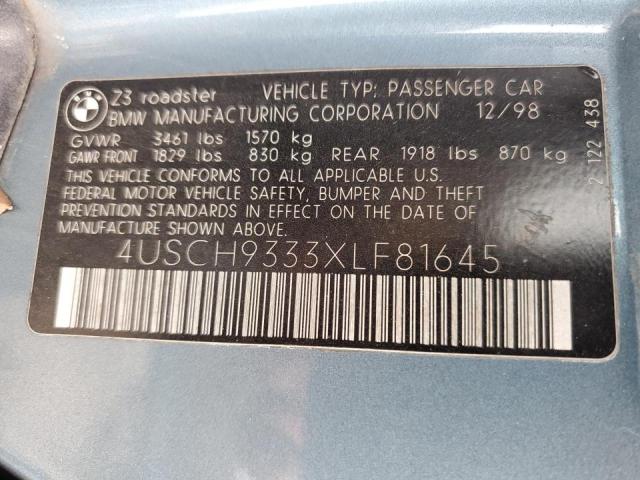 BMW
Z3 roadster VEHICLE TYP: PASSENGER CAR
BMW MANUFACTURING CORPORATION 12/98
GVWR 3461 lbs 1570 kg
GAWR FRONT 1829 lbs 830 kg REAR 1918 lbs 870 kg
THIS VEHICLE CONFORMS TO ALL APPLICABLE U.S.
FEDERAL MOTOR VEHICLE SAFETY, BUMPER AND THEFT
PREVENTION STANDARDS IN EFFECT ON THE DATE OF
MANUFACTURE SHOWN ABOVE.
4USCH9333XLF81645
2 122 438